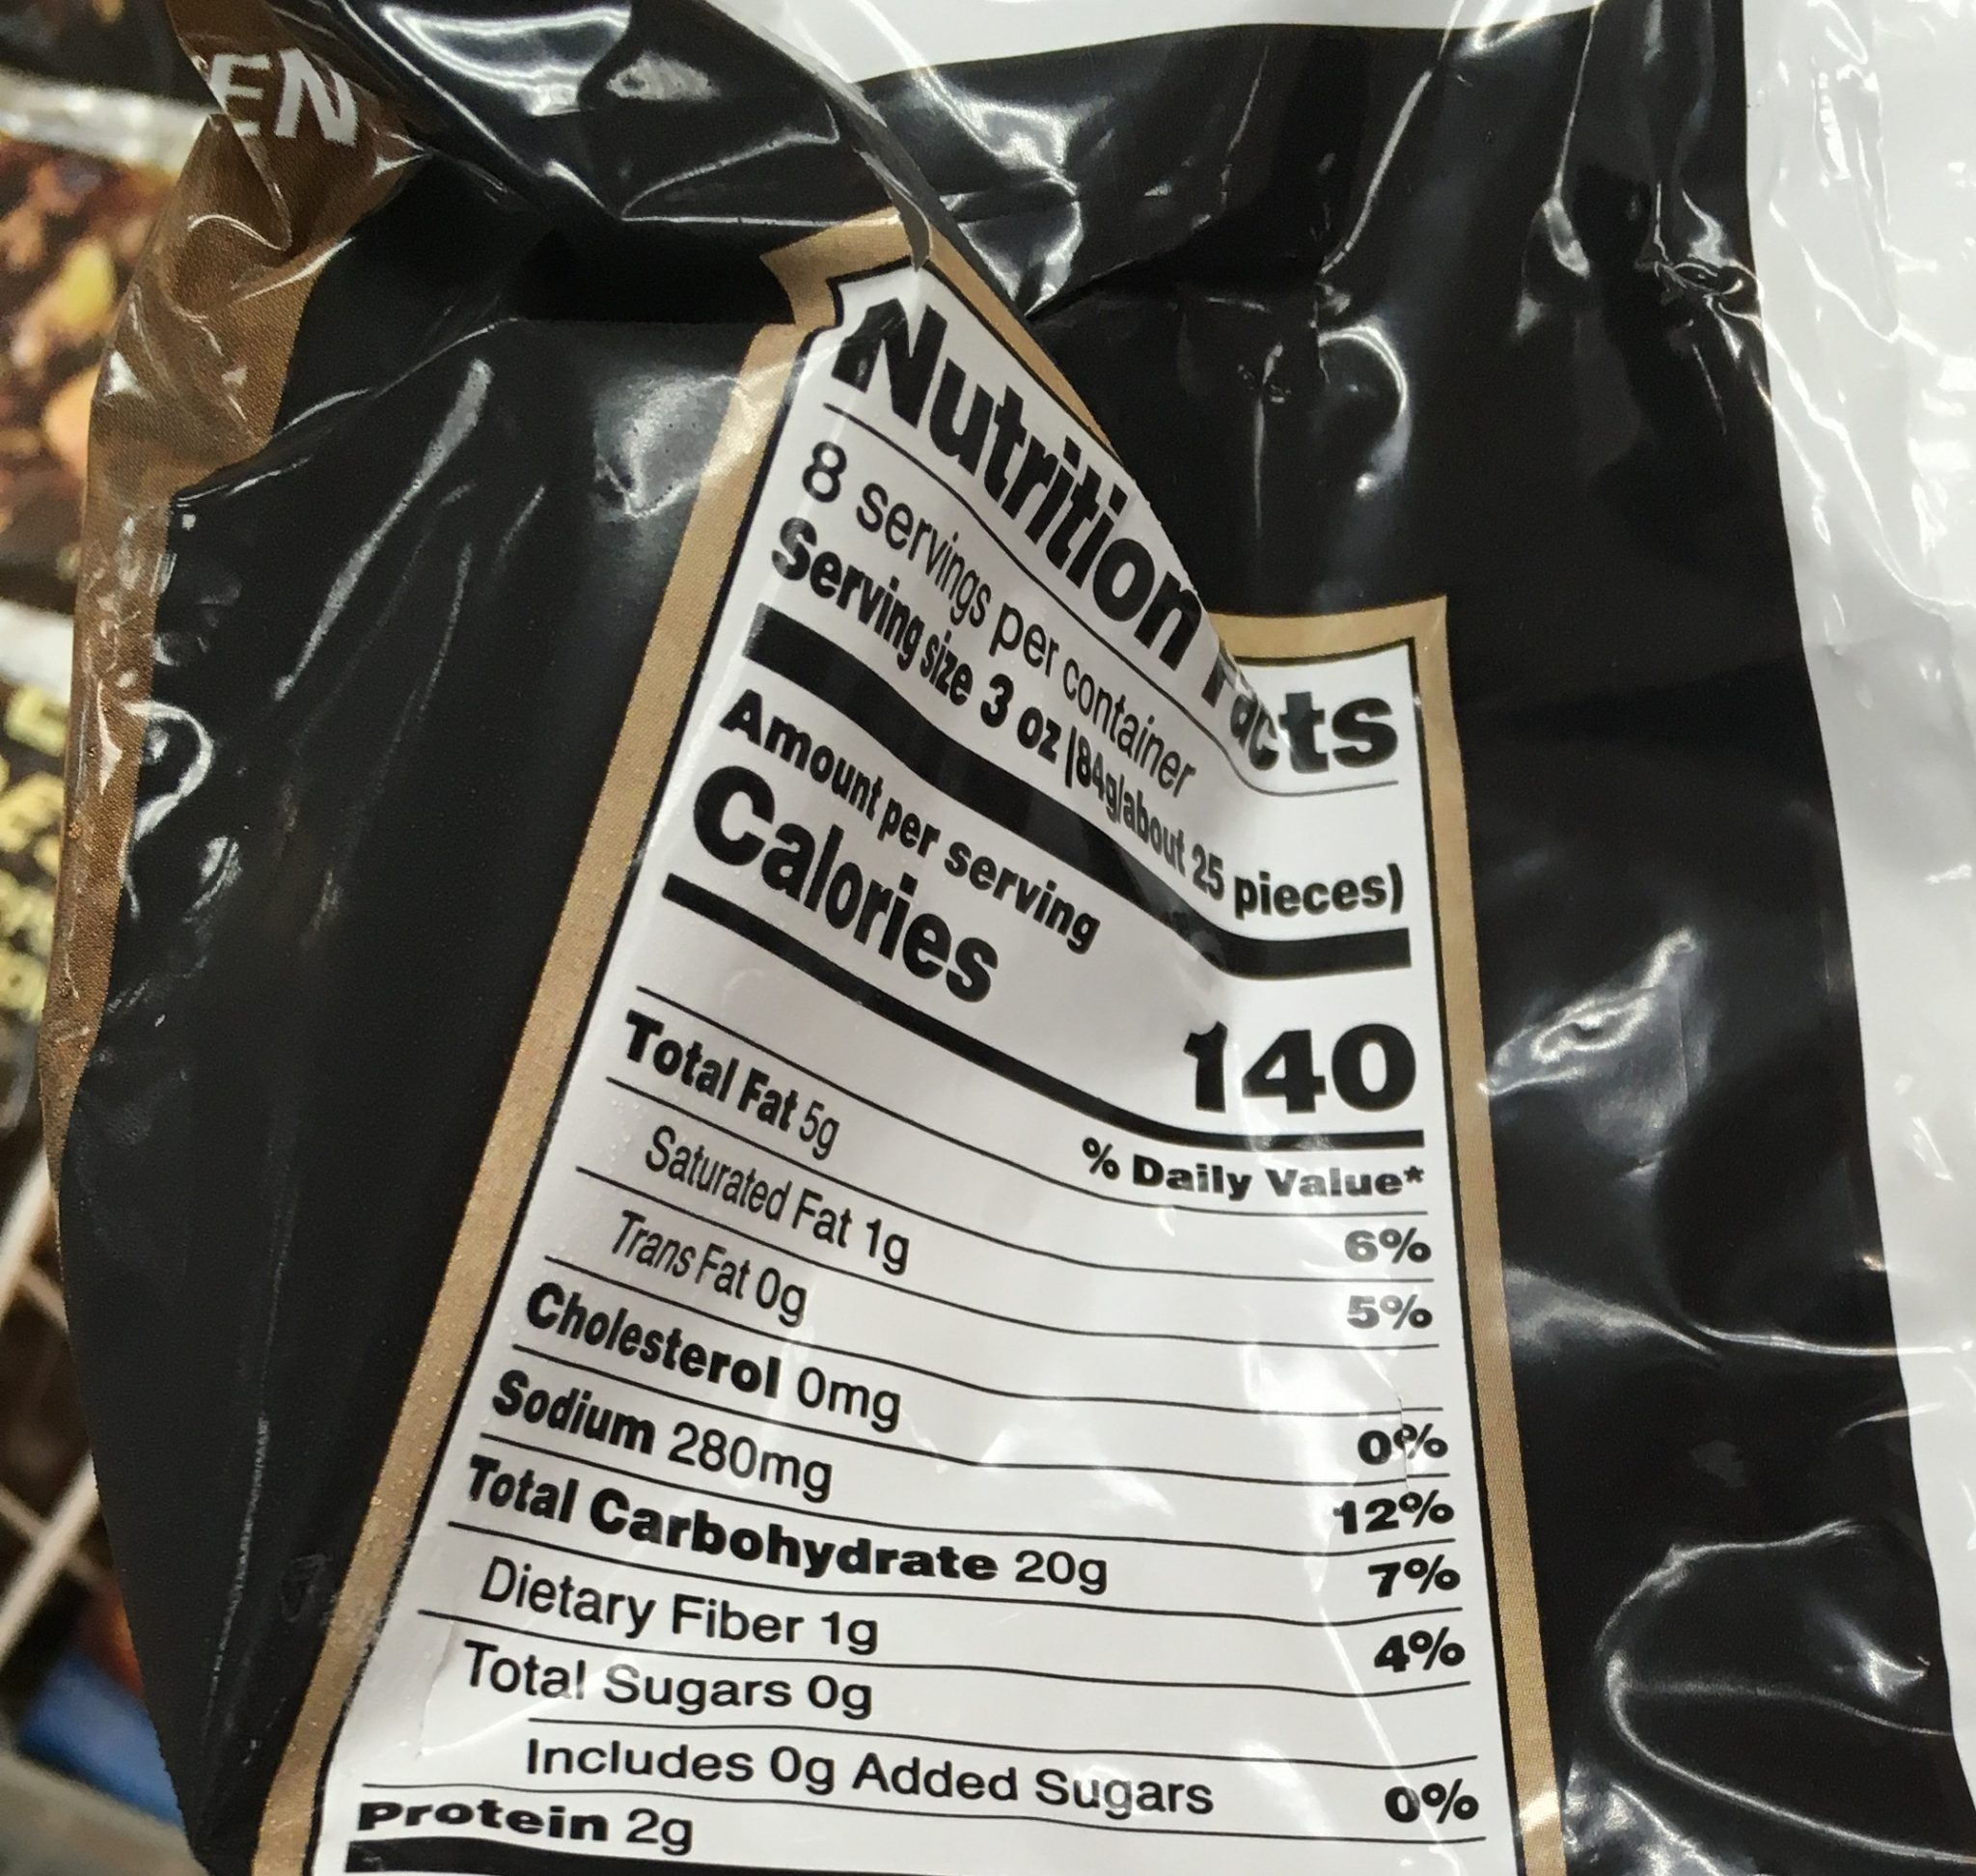 EN
Nutrition Facts
8 servings per container
Serving size 3 oz (84g/about 25 pieces)
Amount per serving
Calories 140
% Daily Value*
Total Fat 5g 6%
Saturated Fat 1g 5%
Trans Fat 0g
Cholesterol 0mg 0%
Sodium 280mg 12%
Total Carbohydrate 20g 7%
Dietary Fiber 1g 4%
Total Sugars 0g
Includes 0g Added Sugars 0%
Protein 2g